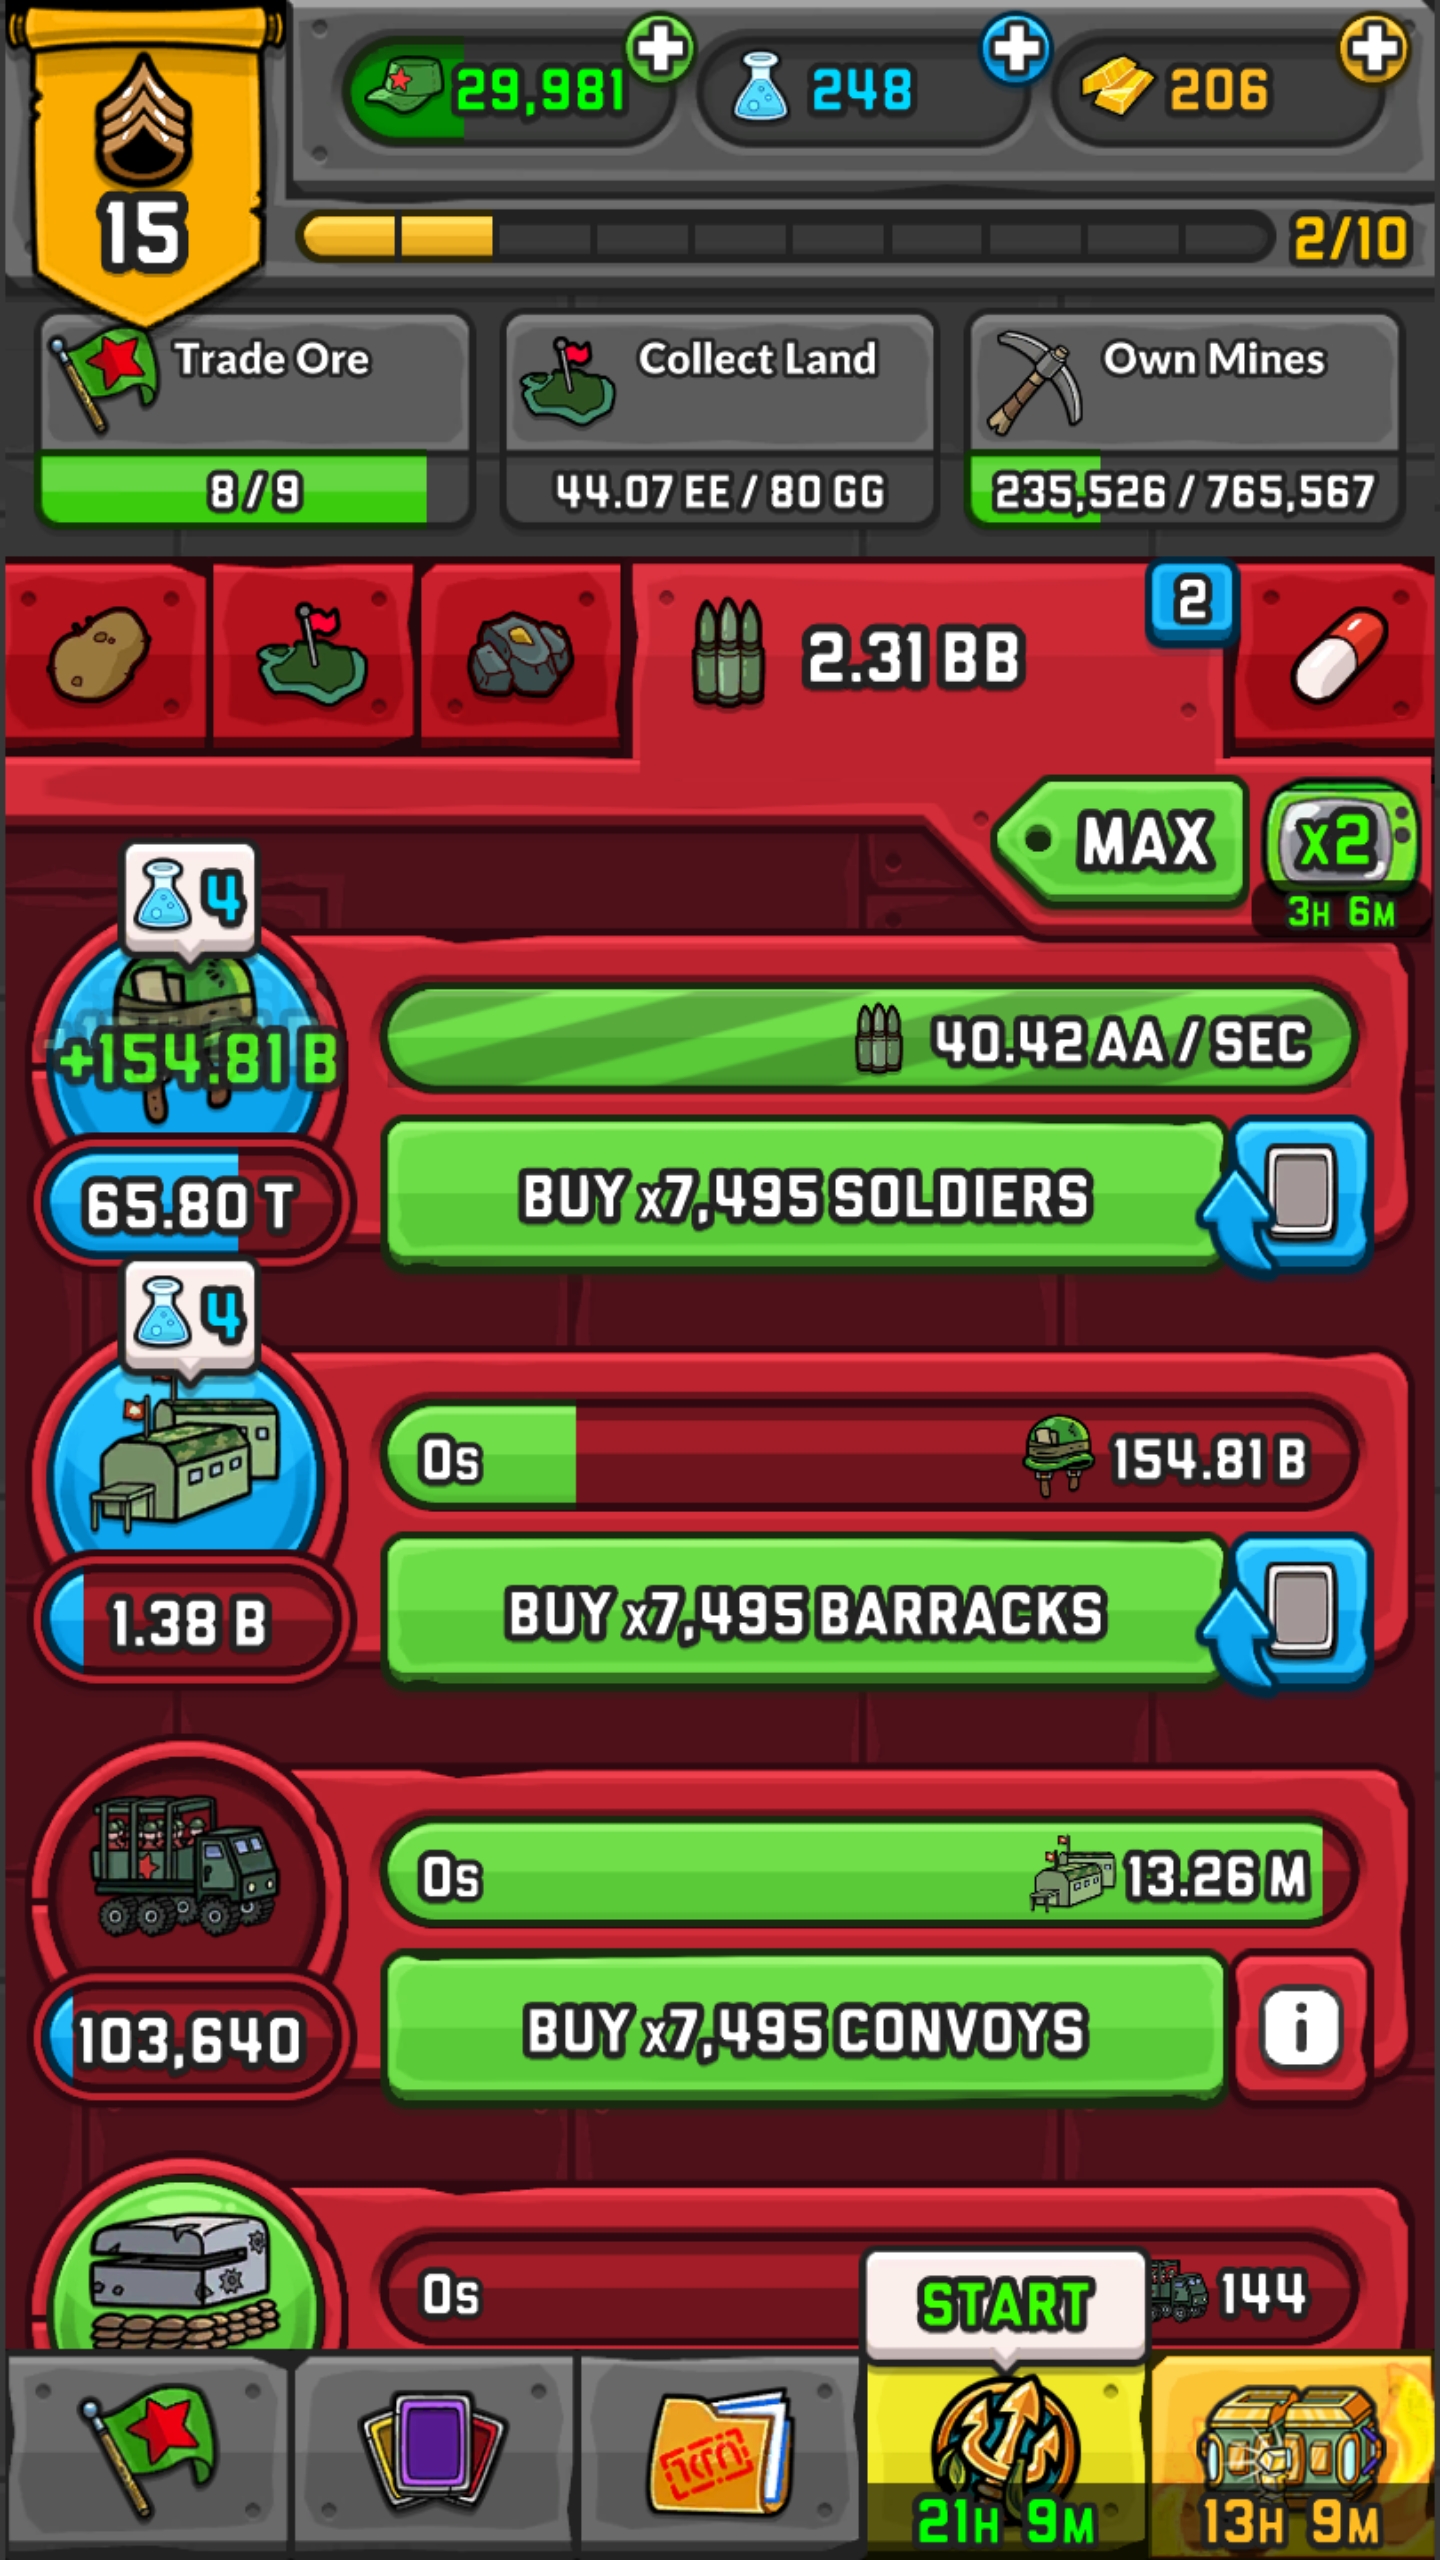 29,981
248
206
15
2/10
Trade Ore
Collect Land
Own Mines
8 / 9
44.07 EE / 80 GG
235,526 / 765,567
2.31 BB
2
MAX
x2
3H 6M
4
+154.81 B
40.42 AA / SEC
65.80 T
BUY x7,495 SOLDIERS
4
0s
154.81 B
1.38 B
BUY x7,495 BARRACKS
0s
13.26 M
103,640
BUY x7,495 CONVOYS
i
0s
144
START
21H 9M
13H 9M